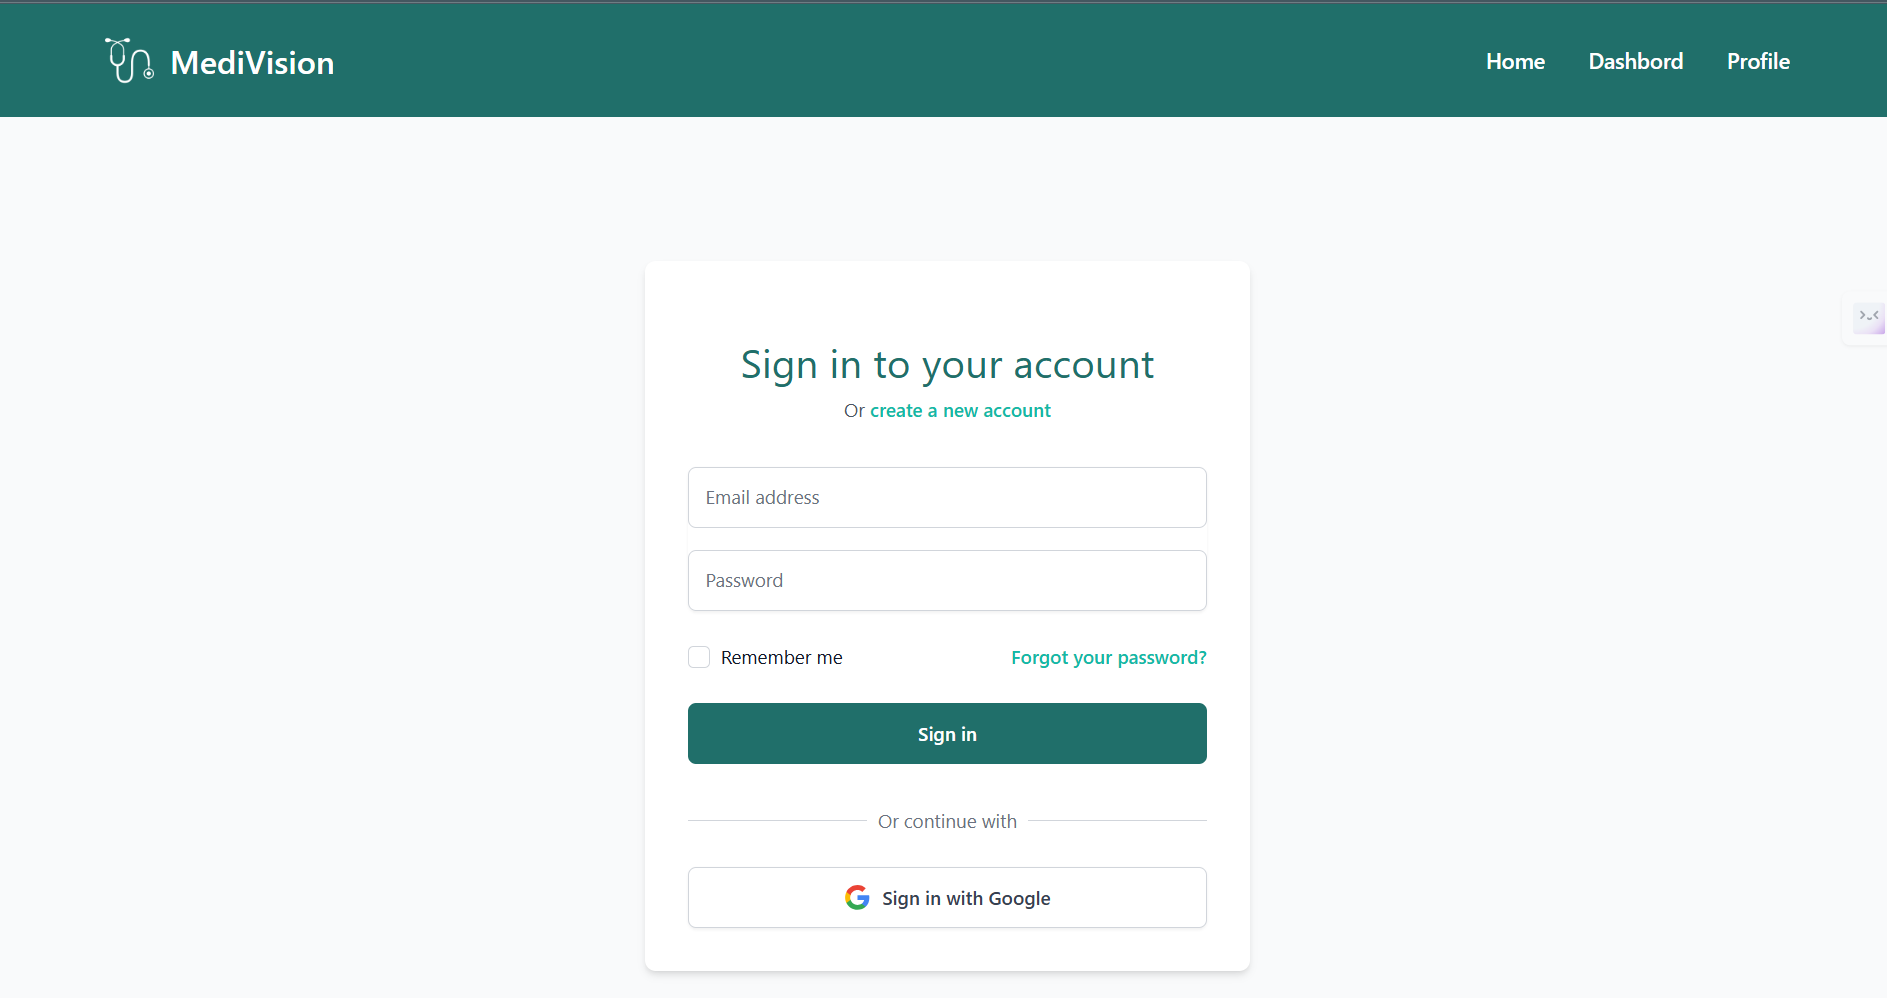 MediVision
Home Dashbord Profile
Sign in to your account
Or create a new account
Email address
Password
Remember me Forgot your password?
Sign in
Or continue with
Sign in with Google